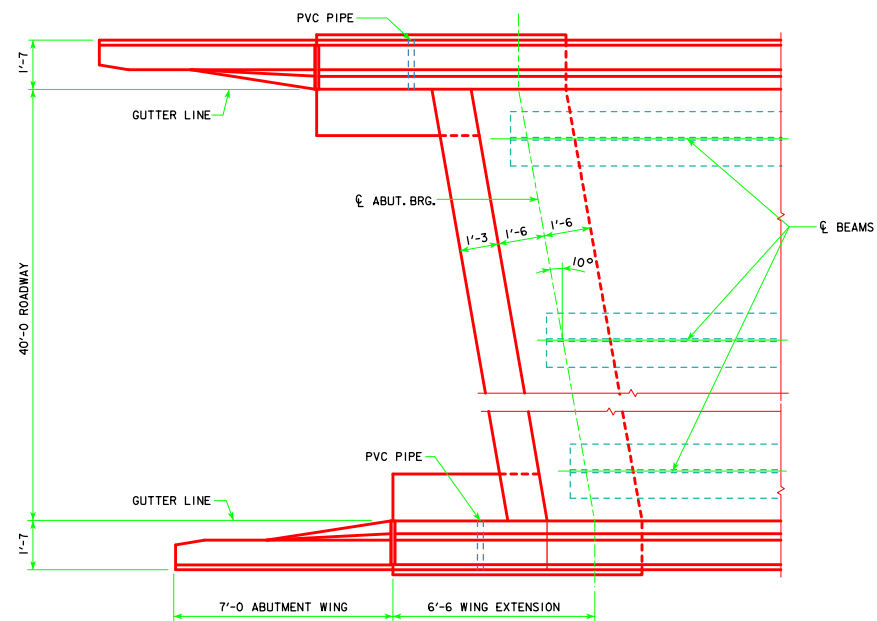 PVC PIPE
1'-7
GUTTER LINE
℄ ABUT. BRG.
1'-3
1'-6
1'-6
℄ BEAMS
10°
40'-0 ROADWAY
PVC PIPE
GUTTER LINE
1'-7
7'-0 ABUTMENT WING
6'-6 WING EXTENSION